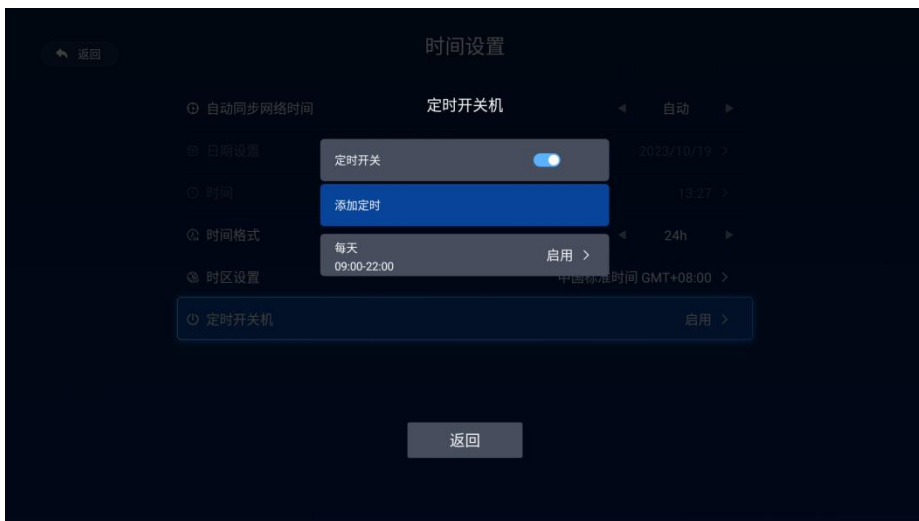 返回
时间设置
自动同步网络时间
自动
定时开关机
日期设置
2023/10/19
定时开关
时间
13:27
添加定时
时间格式
24h
每天
09:00-22:00
启用
时区设置
中国标准时间 GMT+08:00
定时开关机
启用
返回